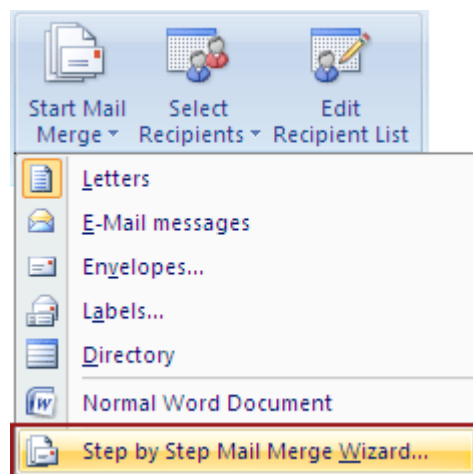 Start Mail Select Edit
Merge Recipients Recipient List
Letters
E-Mail messages
Envelopes...
Labels...
Directory
Normal Word Document
Step by Step Mail Merge Wizard...